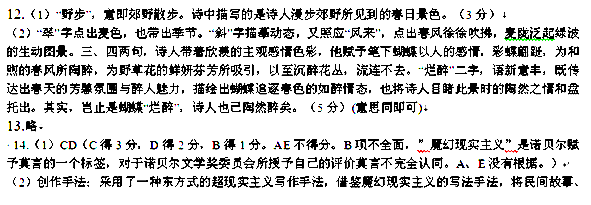 12.（1）“野步”，意即郊野散步。诗中描写的是诗人漫步郊野所见到的春日景色。（3 分）
（2）“翠”字点出麦色，也带出季节。“斜”字描摹动态，又照应“风来”，点出春风徐徐吹拂，麦陇泛起绿波
的生动图景。三、四两句，诗人带着欣羡的主观感情色彩，他赋予笔下蝴蝶以人的感情，彩蝶翩跹，为和
煦的春风所陶醉，为野草花的鲜妍芬芳所吸引，以至沉醉花丛，流连不去。“烂醉”二字，语新意丰，既传
达出春天的芳馨氛围与醉人魅力，描绘出蝴蝶追逐春色的如醉情态，也将诗人目睹此景时的陶然之情和盘
托出。其实，岂止是蝴蝶“烂醉”，诗人也已陶然醉矣。（5 分）(意思同即可)
13.略。
14.（1）CD（C 得 3 分，D 得 2 分，B 得 1 分。AE 不得分。B 项不全面，”魔幻现实主义”是诺贝尔赋
予莫言的一个标签，对于诺贝尔文学奖委员会所授予自己的评价莫言不完全认同。A、E 没有根据。）
（2）创作手法：采用了一种东方式的超现实主义写作手法，借鉴魔幻现实主义的写法手法，将民间故事、